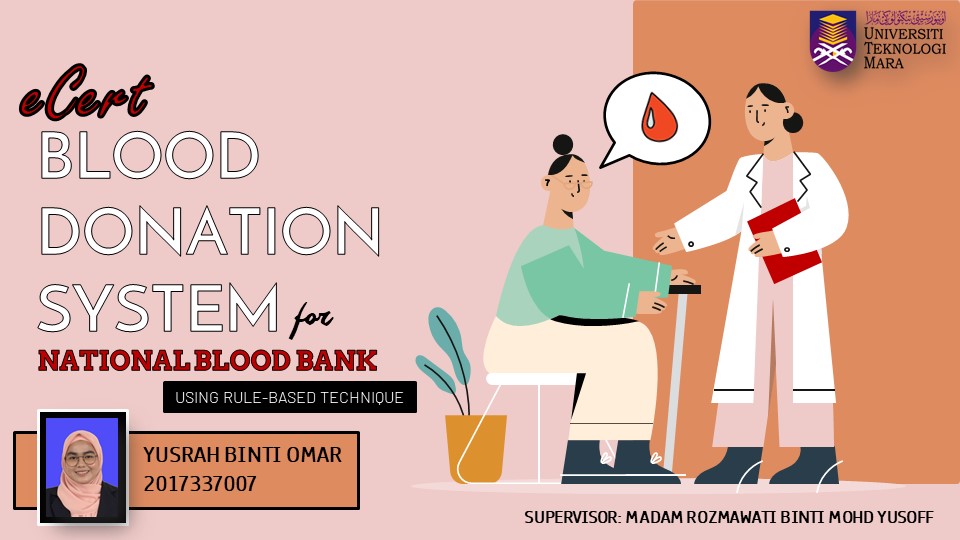 eCert
BLOOD
DONATION
SYSTEM for
NATIONAL BLOOD BANK
USING RULE-BASED TECHNIQUE
YUSRAH BINTI OMAR
2017337007
UNIVERSITI
TEKNOLOGI
MARA
SUPERVISOR: MADAM ROZMAWATI BINTI MOHD YUSOFF